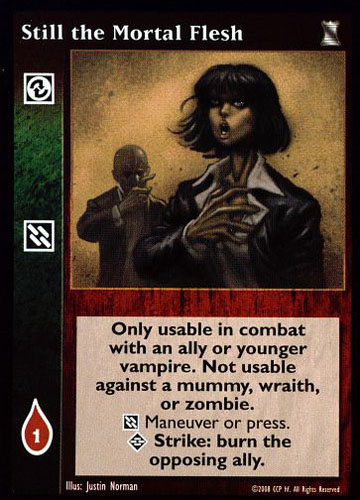 Still the Mortal Flesh
Only usable in combat
with an ally or younger
vampire. Not usable
against a mummy, wraith,
or zombie.
Maneuver or press.
Strike: burn the
opposing ally.
1
Illus: Justin Norman
©2008 CCP hf. All Rights Reserved